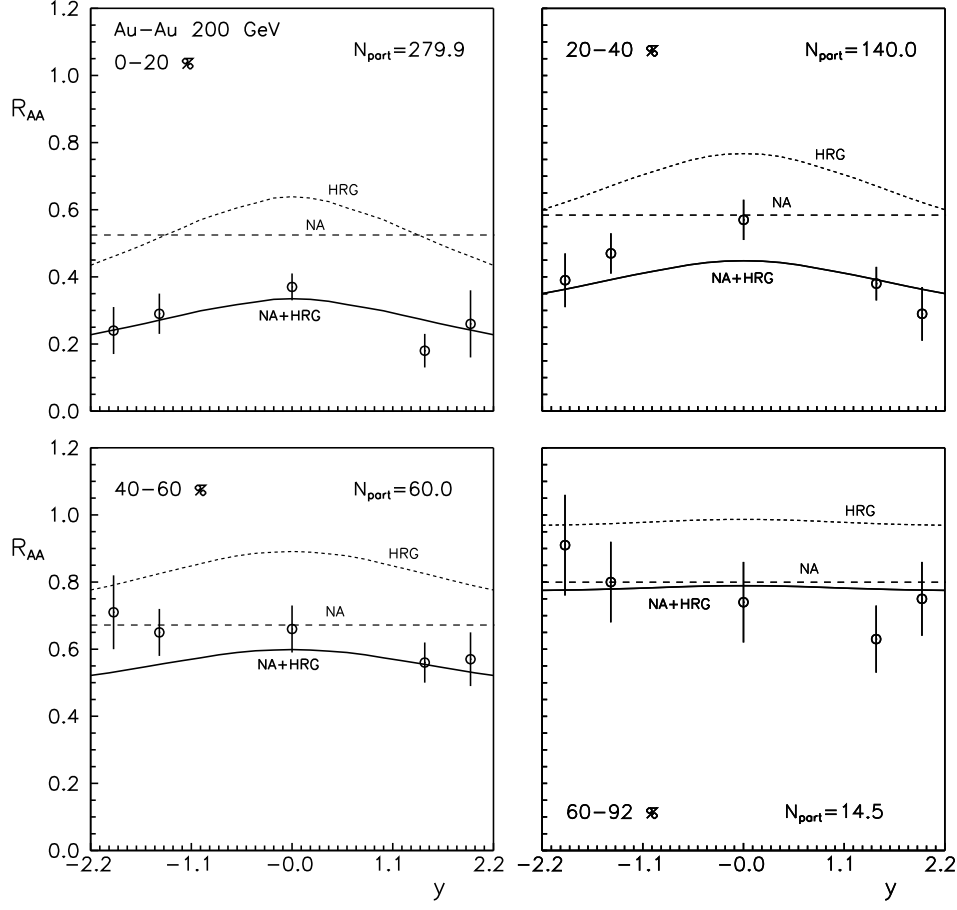 1.2
1.0
0.8
0.6
0.4
0.2
0.0
R_AA
Au−Au 200 GeV
0−20 %
N_part=279.9
HRG
NA
NA+HRG
20−40 %
N_part=140.0
HRG
NA
NA+HRG
1.2
1.0
0.8
0.6
0.4
0.2
0.0
R_AA
40−60 %
N_part=60.0
HRG
NA
NA+HRG
−2.2 −1.1 −0.0 1.1 2.2
y
HRG
NA
NA+HRG
60−92 %
N_part=14.5
−2.2 −1.1 −0.0 1.1 2.2
y